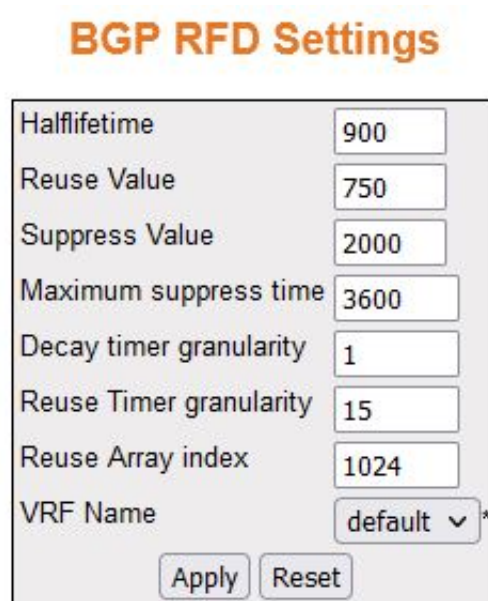 BGP RFD Settings
Halflifetime 900
Reuse Value 750
Suppress Value 2000
Maximum suppress time 3600
Decay timer granularity 1
Reuse Timer granularity 15
Reuse Array index 1024
VRF Name default *
Apply Reset